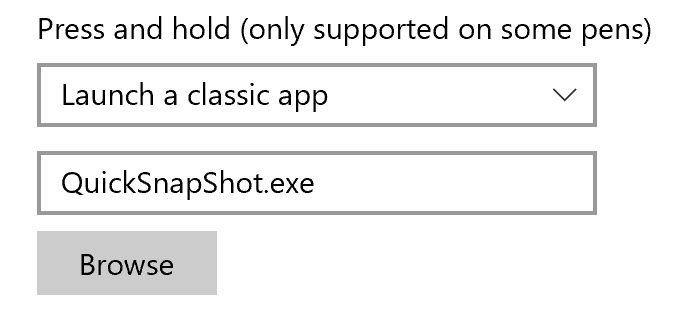 Press and hold (only supported on some pens)
Launch a classic app
QuickSnapShot.exe
Browse